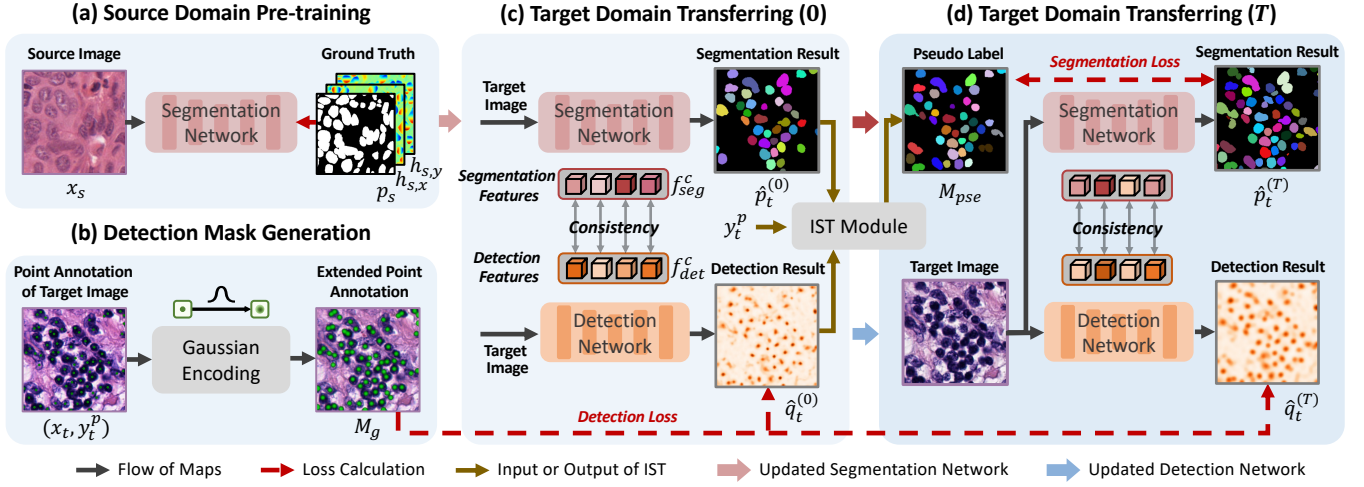 (a) Source Domain Pre-training
Source Image
Ground Truth
Segmentation
Network
x_s
p_s
h_{s,x}
h_{s,y}
(b) Detection Mask Generation
Point Annotation
of Target Image
Extended Point
Annotation
Gaussian
Encoding
(x_t, y_t^p)
M_g
(c) Target Domain Transferring (0)
Segmentation Result
Target
Image
Segmentation
Network
Segmentation
Features
f_{seg}^c
p̂_t^{(0)}
Consistency
y_t^p
IST Module
Detection
Features
f_{det}^c
Detection Result
Detection
Network
Target
Image
q̂_t^{(0)}
Detection Loss
(d) Target Domain Transferring (T)
Pseudo Label
Segmentation Result
Segmentation Loss
Segmentation
Network
M_{pse}
p̂_t^{(T)}
Consistency
Target Image
Detection Result
Detection
Network
q̂_t^{(T)}
Flow of Maps
Loss Calculation
Input or Output of IST
Updated Segmentation Network
Updated Detection Network